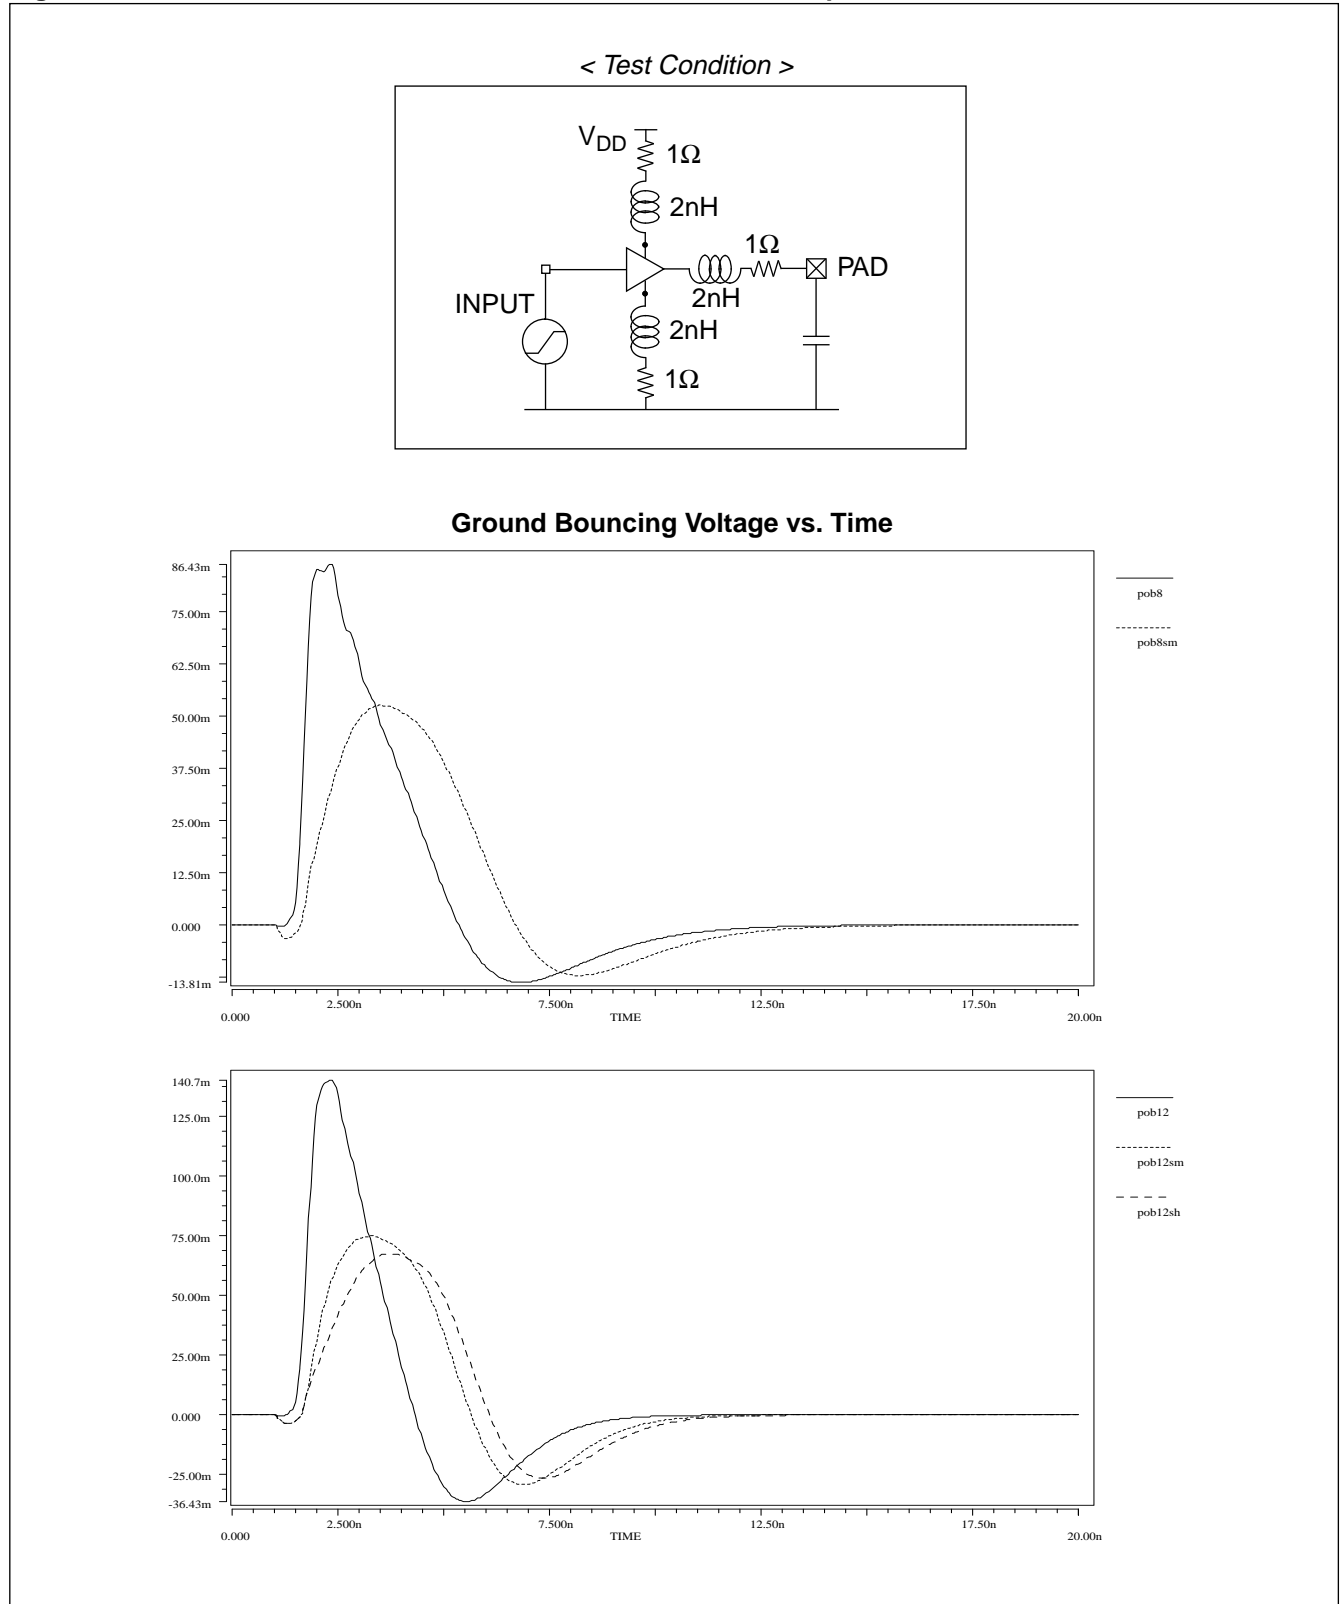 < Test Condition >
VDD
1Ω
2nH
1Ω
PAD
2nH
INPUT
2nH
1Ω
Ground Bouncing Voltage vs. Time
86.43m
75.00m
62.50m
50.00m
37.50m
25.00m
12.50m
0.000
-13.81m
pob8
pob8sm
0.000
2.500n
7.500n
12.50n
17.50n
20.00n
TIME
140.7m
125.0m
100.0m
75.00m
50.00m
25.00m
0.000
-25.00m
-36.43m
pob12
pob12sm
pob12sh
0.000
2.500n
7.500n
12.50n
17.50n
20.00n
TIME